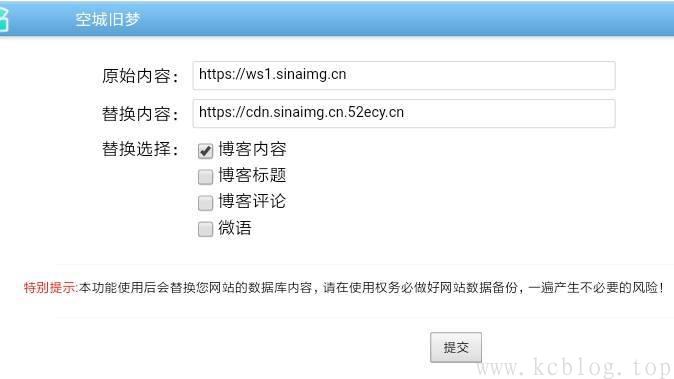 空城旧梦
原始内容： https://ws1.sinaimg.cn
替换内容： https://cdn.sinaimg.cn.52ecy.cn
替换选择： 博客内容
博客标题
博客评论
微语
特别提示:本功能使用后会替换您网站的数据库内容，请在使用权务必做好网站数据备份，一遍产生不必要的风险！
提交
www.kcblog.top